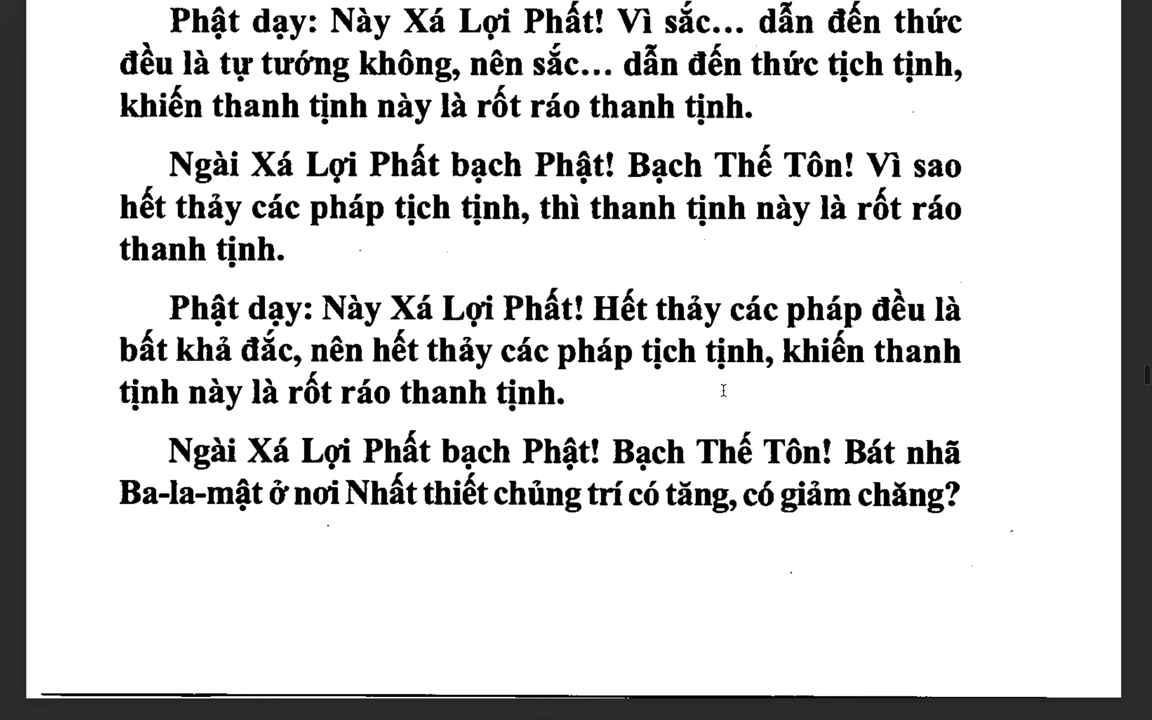 Phật dạy: Này Xá Lợi Phất! Vì sắc... dẫn đến thức
đều là tự tướng không, nên sắc... dẫn đến thức tịch tịnh,
khiến thanh tịnh này là rốt ráo thanh tịnh.
Ngài Xá Lợi Phất bạch Phật! Bạch Thế Tôn! Vì sao
hết thảy các pháp tịch tịnh, thì thanh tịnh này là rốt ráo
thanh tịnh.
Phật dạy: Này Xá Lợi Phất! Hết thảy các pháp đều là
bất khả đắc, nên hết thảy các pháp tịch tịnh, khiến thanh
tịnh này là rốt ráo thanh tịnh.
Ngài Xá Lợi Phất bạch Phật! Bạch Thế Tôn! Bát nhã
Ba-la-mật ở nơi Nhất thiết chủng trí có tăng, có giảm chăng?